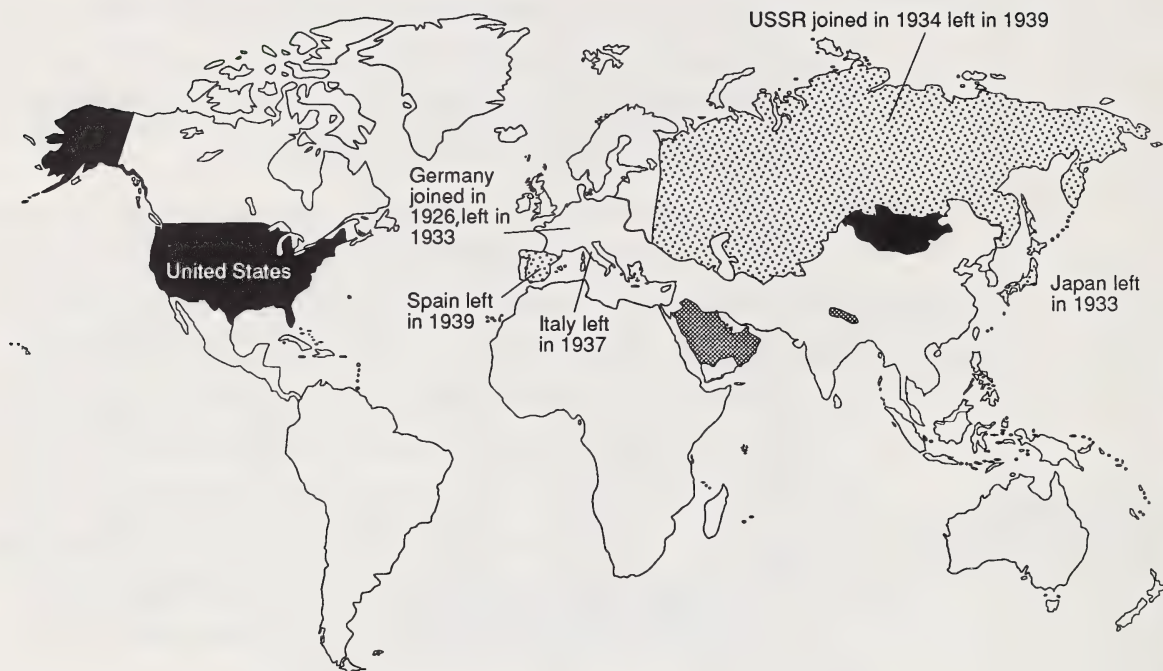 USSR joined in 1934 left in 1939
Germany
joined in
1926,left in
1933
United States
Spain left
in 1939
Italy left
in 1937
Japan left
in 1933